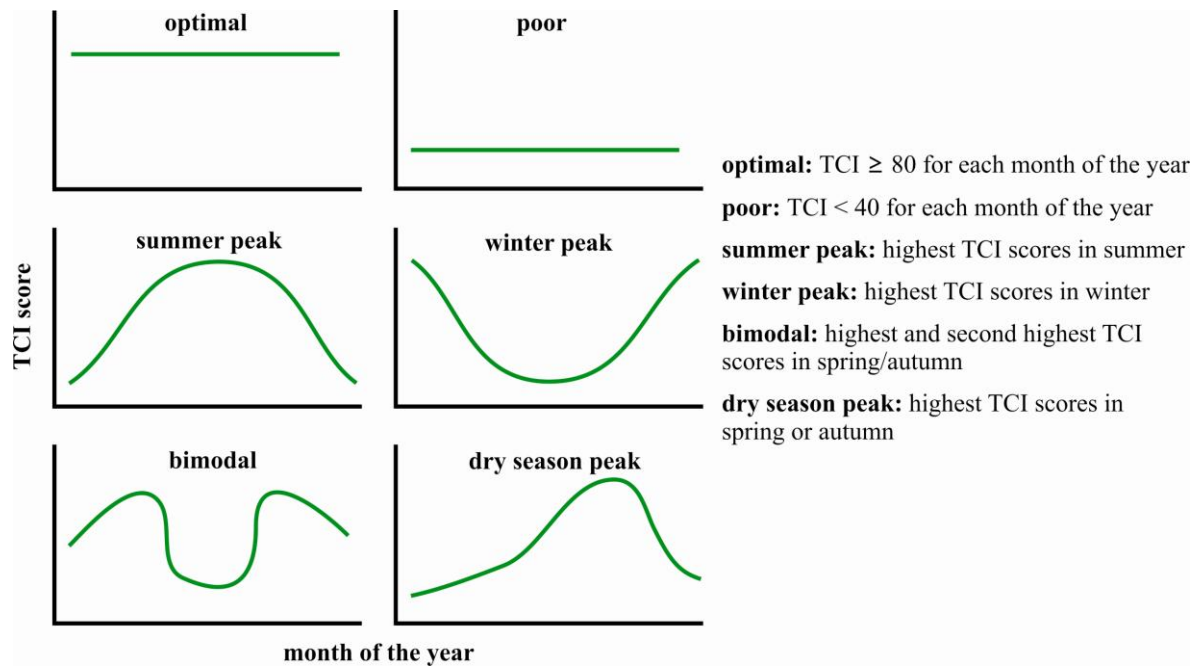 optimal
poor
summer peak
winter peak
bimodal
dry season peak
TCI score
month of the year
optimal: TCI ≥ 80 for each month of the year
poor: TCI < 40 for each month of the year
summer peak: highest TCI scores in summer
winter peak: highest TCI scores in winter
bimodal: highest and second highest TCI
scores in spring/autumn
dry season peak: highest TCI scores in
spring or autumn